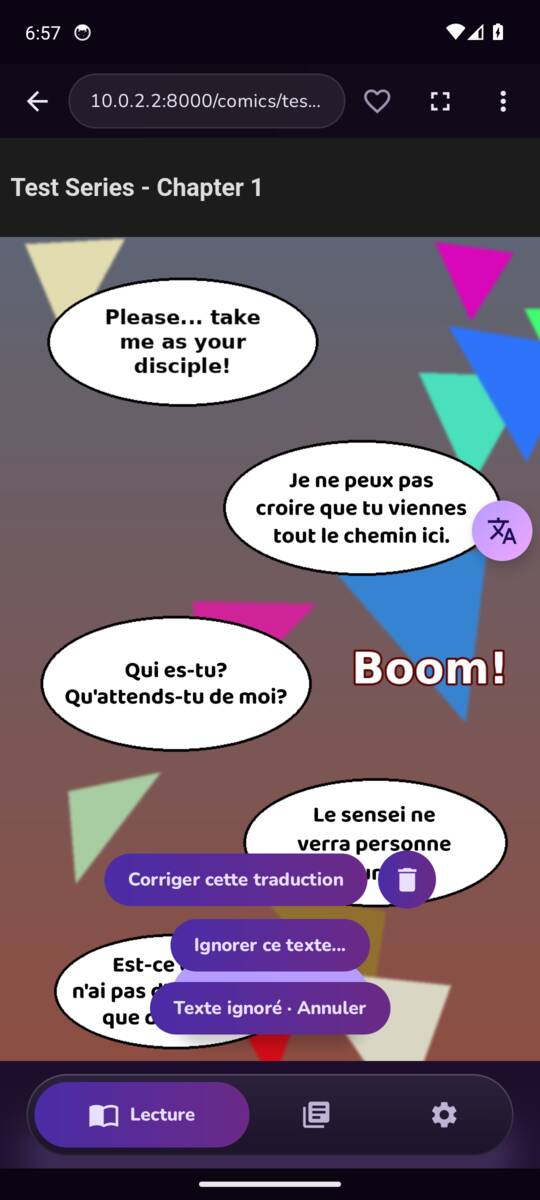 6:57
10.0.2.2:8000/comics/tes...
Test Series - Chapter 1
Please... take
me as your
disciple!
Je ne peux pas
croire que tu viennes
tout le chemin ici.
Qui es-tu?
Qu'attends-tu de moi?
Boom!
Le sensei ne
verra personne
Corriger cette traduction
Ignorer ce texte...
Est-ce
n'ai pas
que
Texte ignoré · Annuler
Lecture